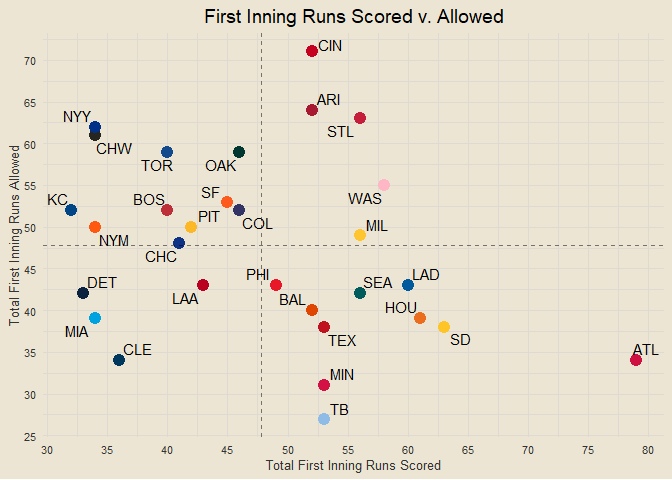 First Inning Runs Scored v. Allowed
CIN
70
ARI
65
NYY
STL
CHW
60
TOR
OAK
55
WAS
KC
BOS
SF
PIT
COL
MIL
50
NYM
CHC
45
DET
LAA
PHI
BAL
SEA
LAD
HOU
40
MIA
TEX
SD
35
CLE
ATL
MIN
30
TB
25
30
35
40
45
50
55
60
65
70
75
80
Total First Inning Runs Scored
Total First Inning Runs Allowed